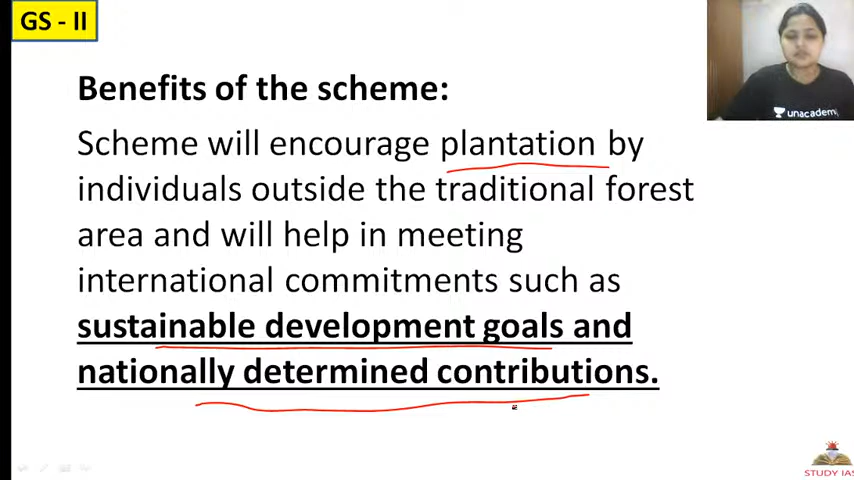 GS - II
Benefits of the scheme:
Scheme will encourage plantation by
individuals outside the traditional forest
area and will help in meeting
international commitments such as
sustainable development goals and
nationally determined contributions.
unacademy
STUDY IAS